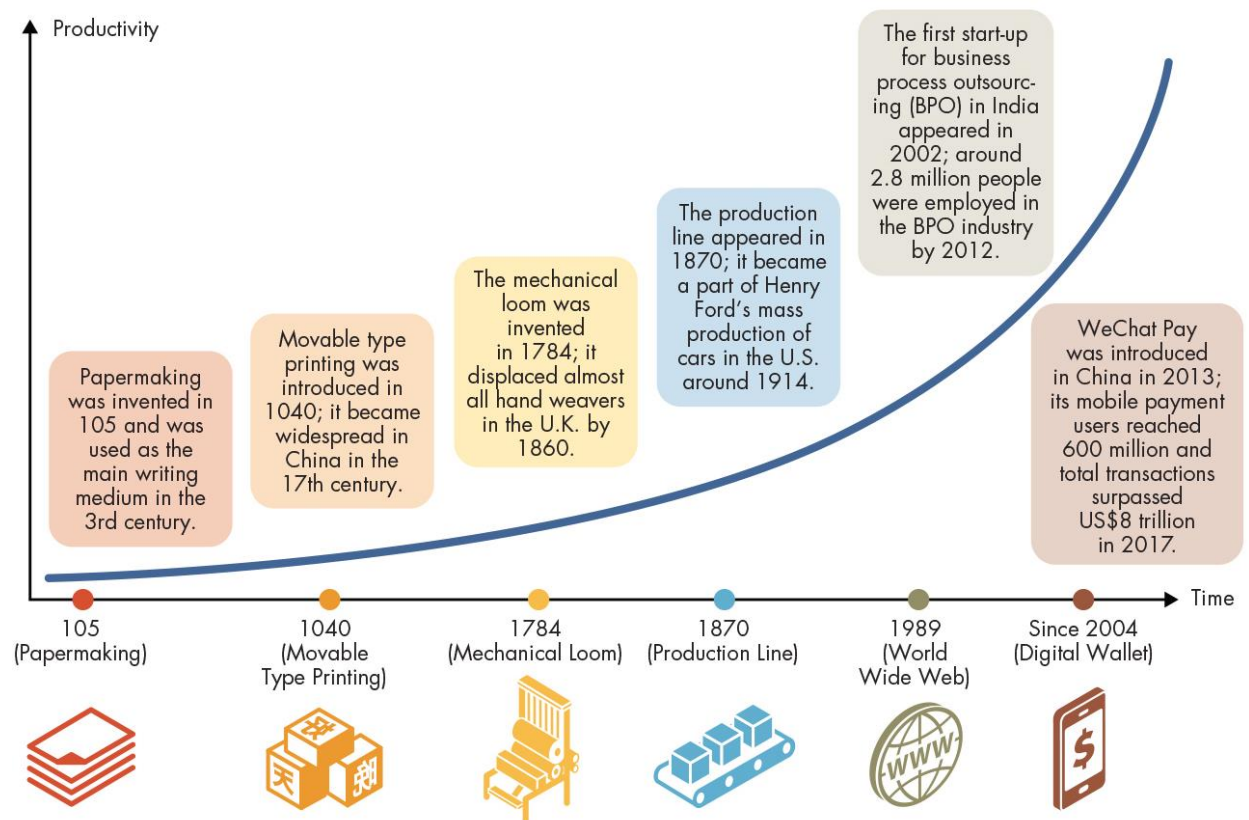 Productivity
Papermaking
was invented in
105 and was
used as the
main writing
medium in the
3rd century.
Movable type
printing was
introduced in
1040; it became
widespread in
China in the
17th century.
The mechanical
loom was
invented
in 1784; it
displaced almost
all hand weavers
in the U.K. by
1860.
The production
line appeared in
1870; it became
a part of Henry
Ford's mass
production of
cars in the U.S.
around 1914.
The first start-up
for business
process outsourc-
ing (BPO) in India
appeared in
2002; around
2.8 million people
were employed in
the BPO industry
by 2012.
WeChat Pay
was introduced
in China in 2013;
its mobile payment
users reached
600 million and
total transactions
surpassed
US$8 trillion
in 2017.
Time
105
(Papermaking)
1040
(Movable
Type Printing)
1784
(Mechanical Loom)
1870
(Production Line)
1989
(World
Wide Web)
Since 2004
(Digital Wallet)
天
WWW
$